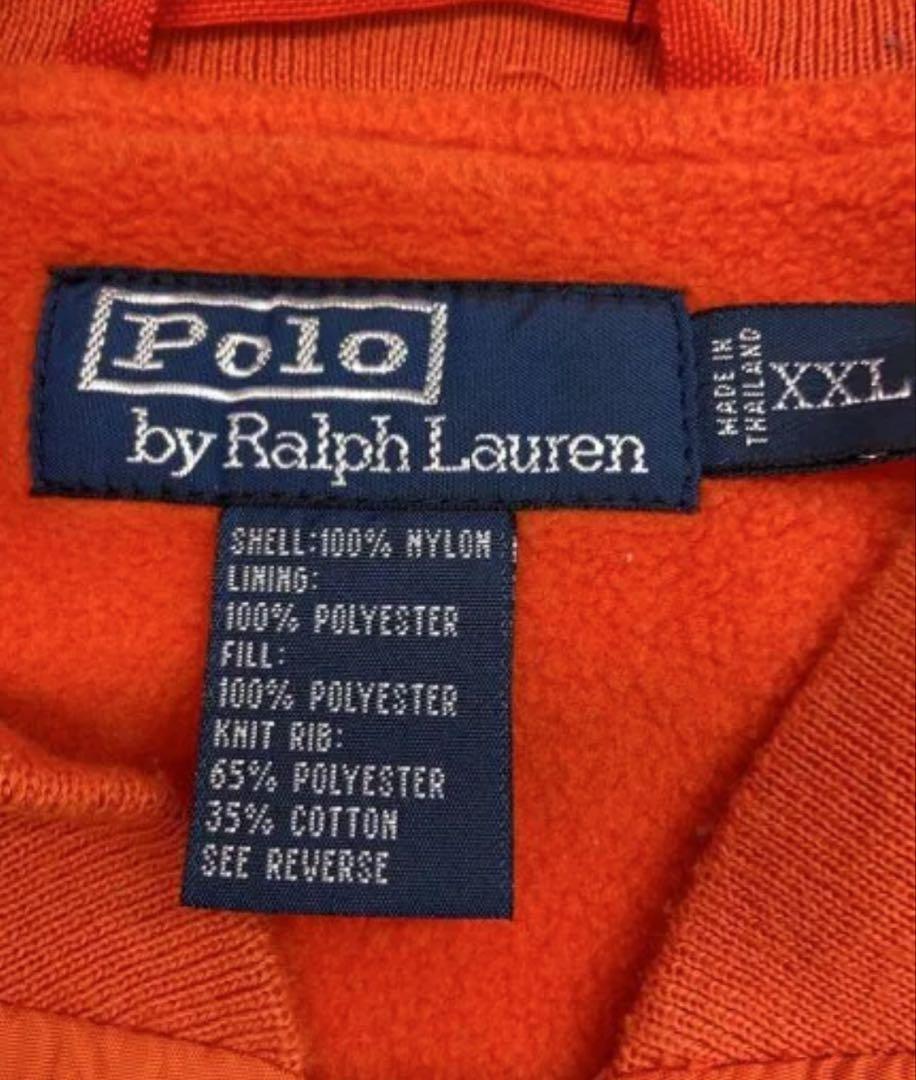 Polo
by Ralph Lauren
MADE IN
THAILAND
XXL
SHELL:100% NYLON
LINING:
100% POLYESTER
FILL:
100% POLYESTER
KNIT RIB:
65% POLYESTER
35% COTTON
SEE REVERSE